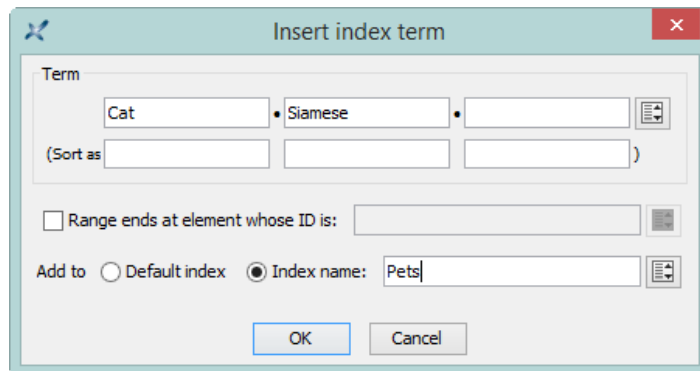 Insert index term
Term
Cat • Siamese •
(Sort as )
Range ends at element whose ID is:
Add to Default index Index name: Pets
OK Cancel